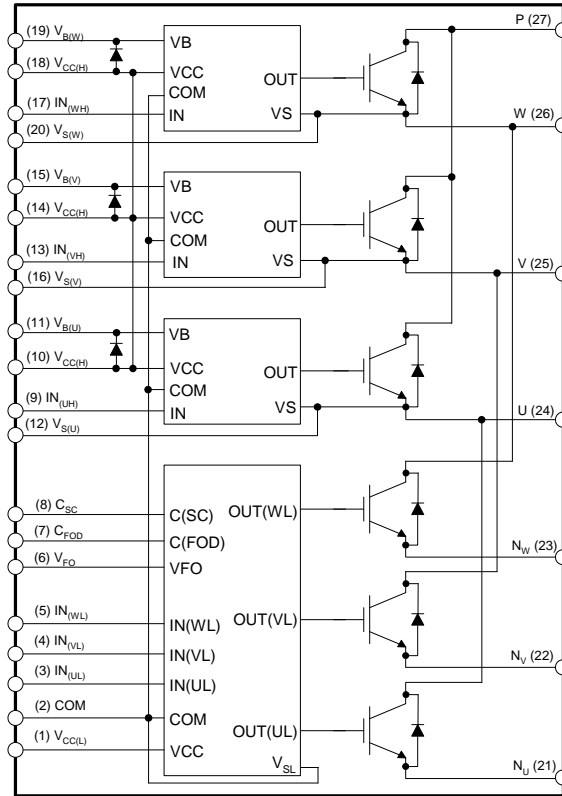 (19) VB(W)
(18) VCC(H)
(17) IN(WH)
(20) VS(W)
VB
VCC
COM
IN
OUT
VS
P (27)
W (26)
(15) VB(V)
(14) VCC(H)
(13) IN(VH)
(16) VS(V)
VB
VCC
COM
IN
OUT
VS
V (25)
(11) VB(U)
(10) VCC(H)
(9) IN(UH)
(12) VS(U)
VB
VCC
COM
IN
OUT
VS
U (24)
(8) CSC
(7) CFOD
(6) VFO
(5) IN(WL)
(4) IN(VL)
(3) IN(UL)
(2) COM
(1) VCC(L)
C(SC)
C(FOD)
VFO
IN(WL)
IN(VL)
IN(UL)
COM
VCC
OUT(WL)
OUT(VL)
OUT(UL)
VSL
NW (23)
NV (22)
NU (21)